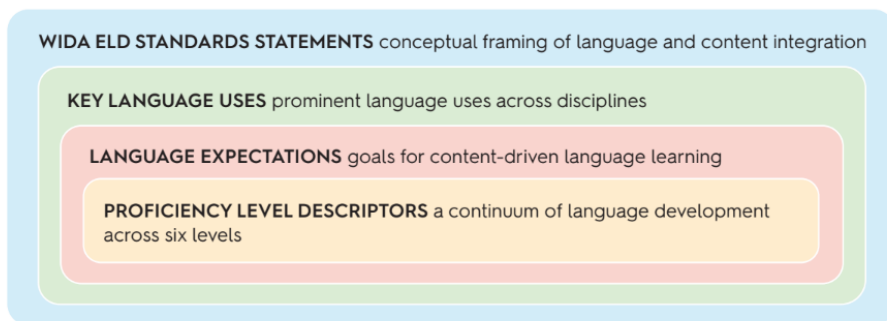 WIDA ELD STANDARDS STATEMENTS conceptual framing of language and content integration
KEY LANGUAGE USES prominent language uses across disciplines
LANGUAGE EXPECTATIONS goals for content-driven language learning
PROFICIENCY LEVEL DESCRIPTORS a continuum of language development
across six levels